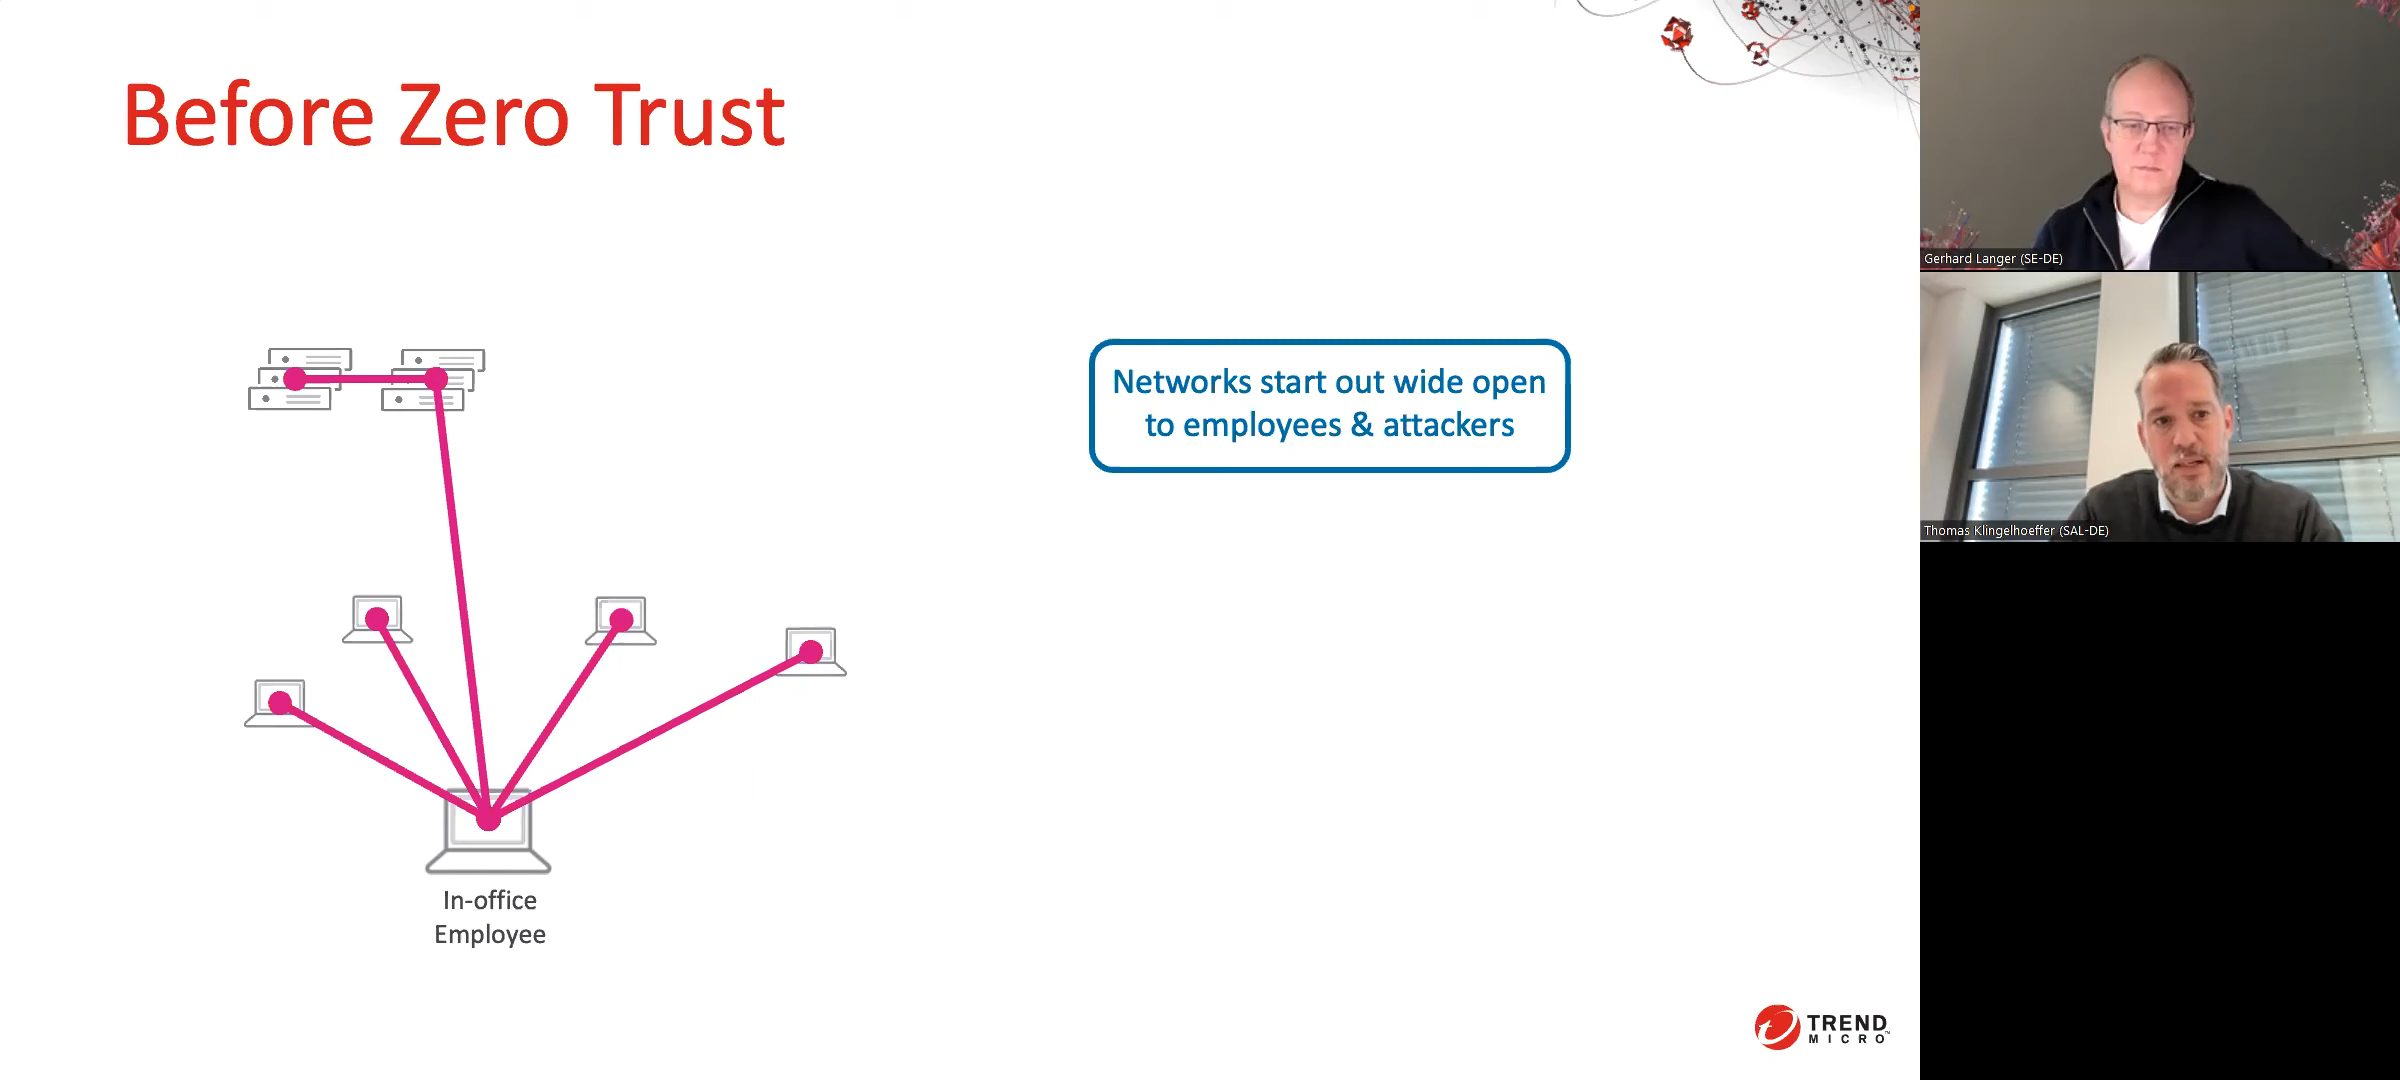 Before Zero Trust
Networks start out wide open
to employees & attackers
In-office
Employee
TREND
MICRO™
Gerhard Langer (SE-DE)
Thomas Klingelhoeffer (SAL-DE)